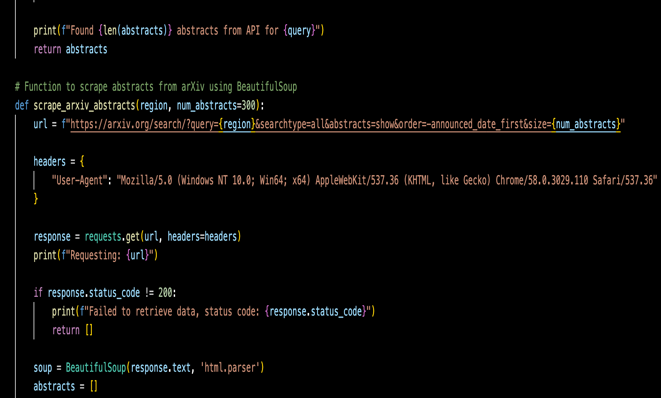 print(f"Found {len(abstracts)} abstracts from API for {query}")
return abstracts
# Function to scrape abstracts from arXiv using BeautifulSoup
def scrape_arxiv_abstracts(region, num_abstracts=300):
url = f"https://arxiv.org/search/?query={region}&searchtype=all&abstracts=show&order=-announced_date_first&size={num_abstracts}"
headers = {
"User-Agent": "Mozilla/5.0 (Windows NT 10.0; Win64; x64) AppleWebKit/537.36 (KHTML, like Gecko) Chrome/58.0.3029.110 Safari/537.36"
}
response = requests.get(url, headers=headers)
print(f"Requesting: {url}")
if response.status_code != 200:
print(f"Failed to retrieve data, status code: {response.status_code}")
return []
soup = BeautifulSoup(response.text, 'html.parser')
abstracts = []